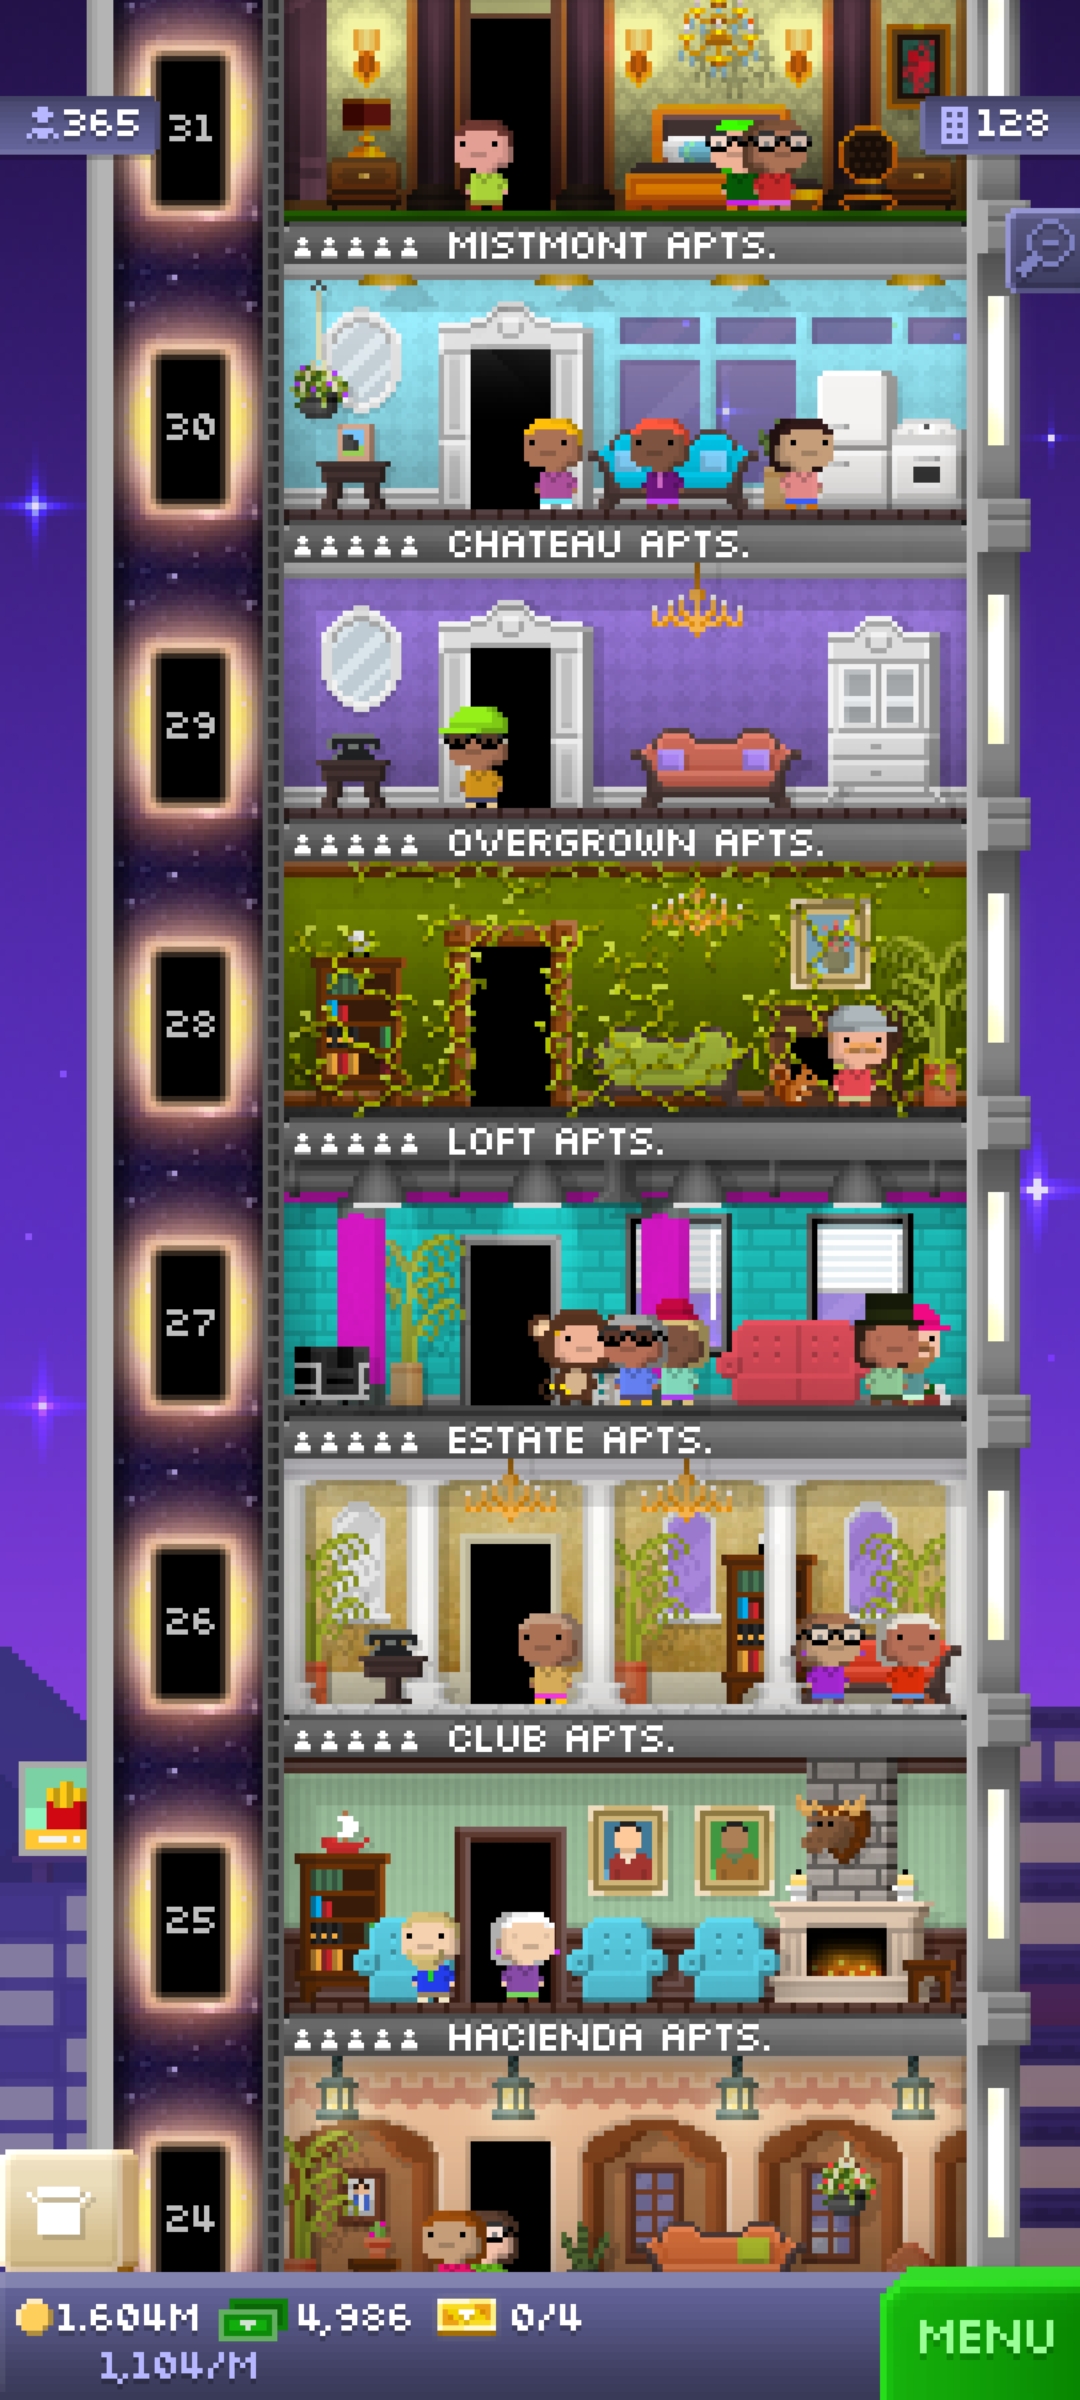 365
31
128
MISTMONT APTS.
30
CHATEAU APTS.
29
OVERGROWN APTS.
28
LOFT APTS.
27
ESTATE APTS.
26
CLUB APTS.
25
HACIENDA APTS.
24
1.604M 4,986 0/4
1,104/M
MENU